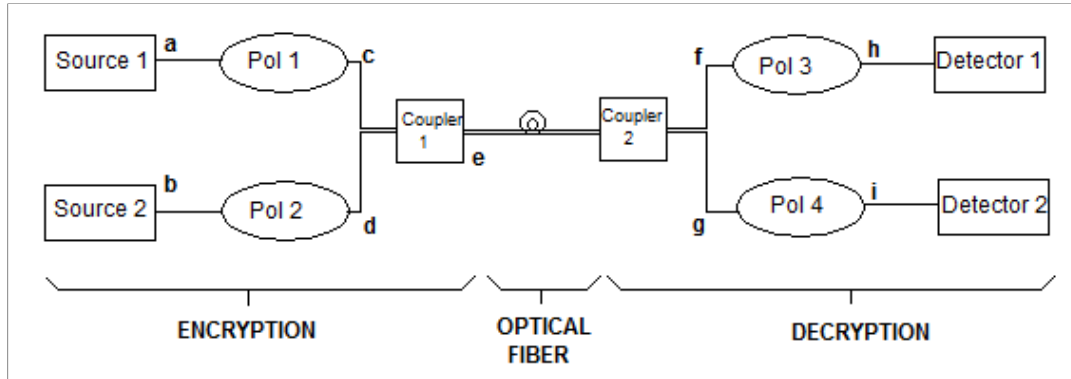 Source 1
a
Pol 1
c
Coupler
1
e
Source 2
b
Pol 2
d
Coupler
2
f
Pol 3
h
Detector 1
g
Pol 4
i
Detector 2
ENCRYPTION
OPTICAL
FIBER
DECRYPTION